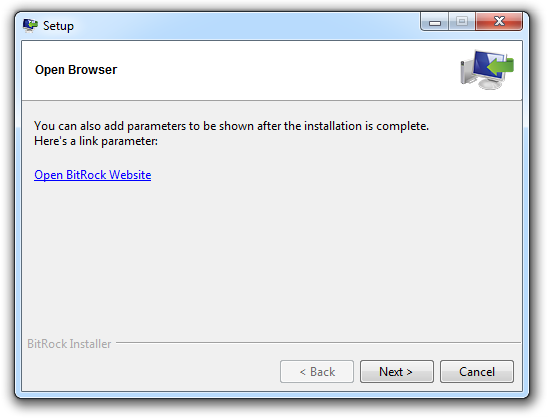 Setup
Open Browser
You can also add parameters to be shown after the installation is complete.
Here's a link parameter:
Open BitRock Website
BitRock Installer
< Back
Next >
Cancel